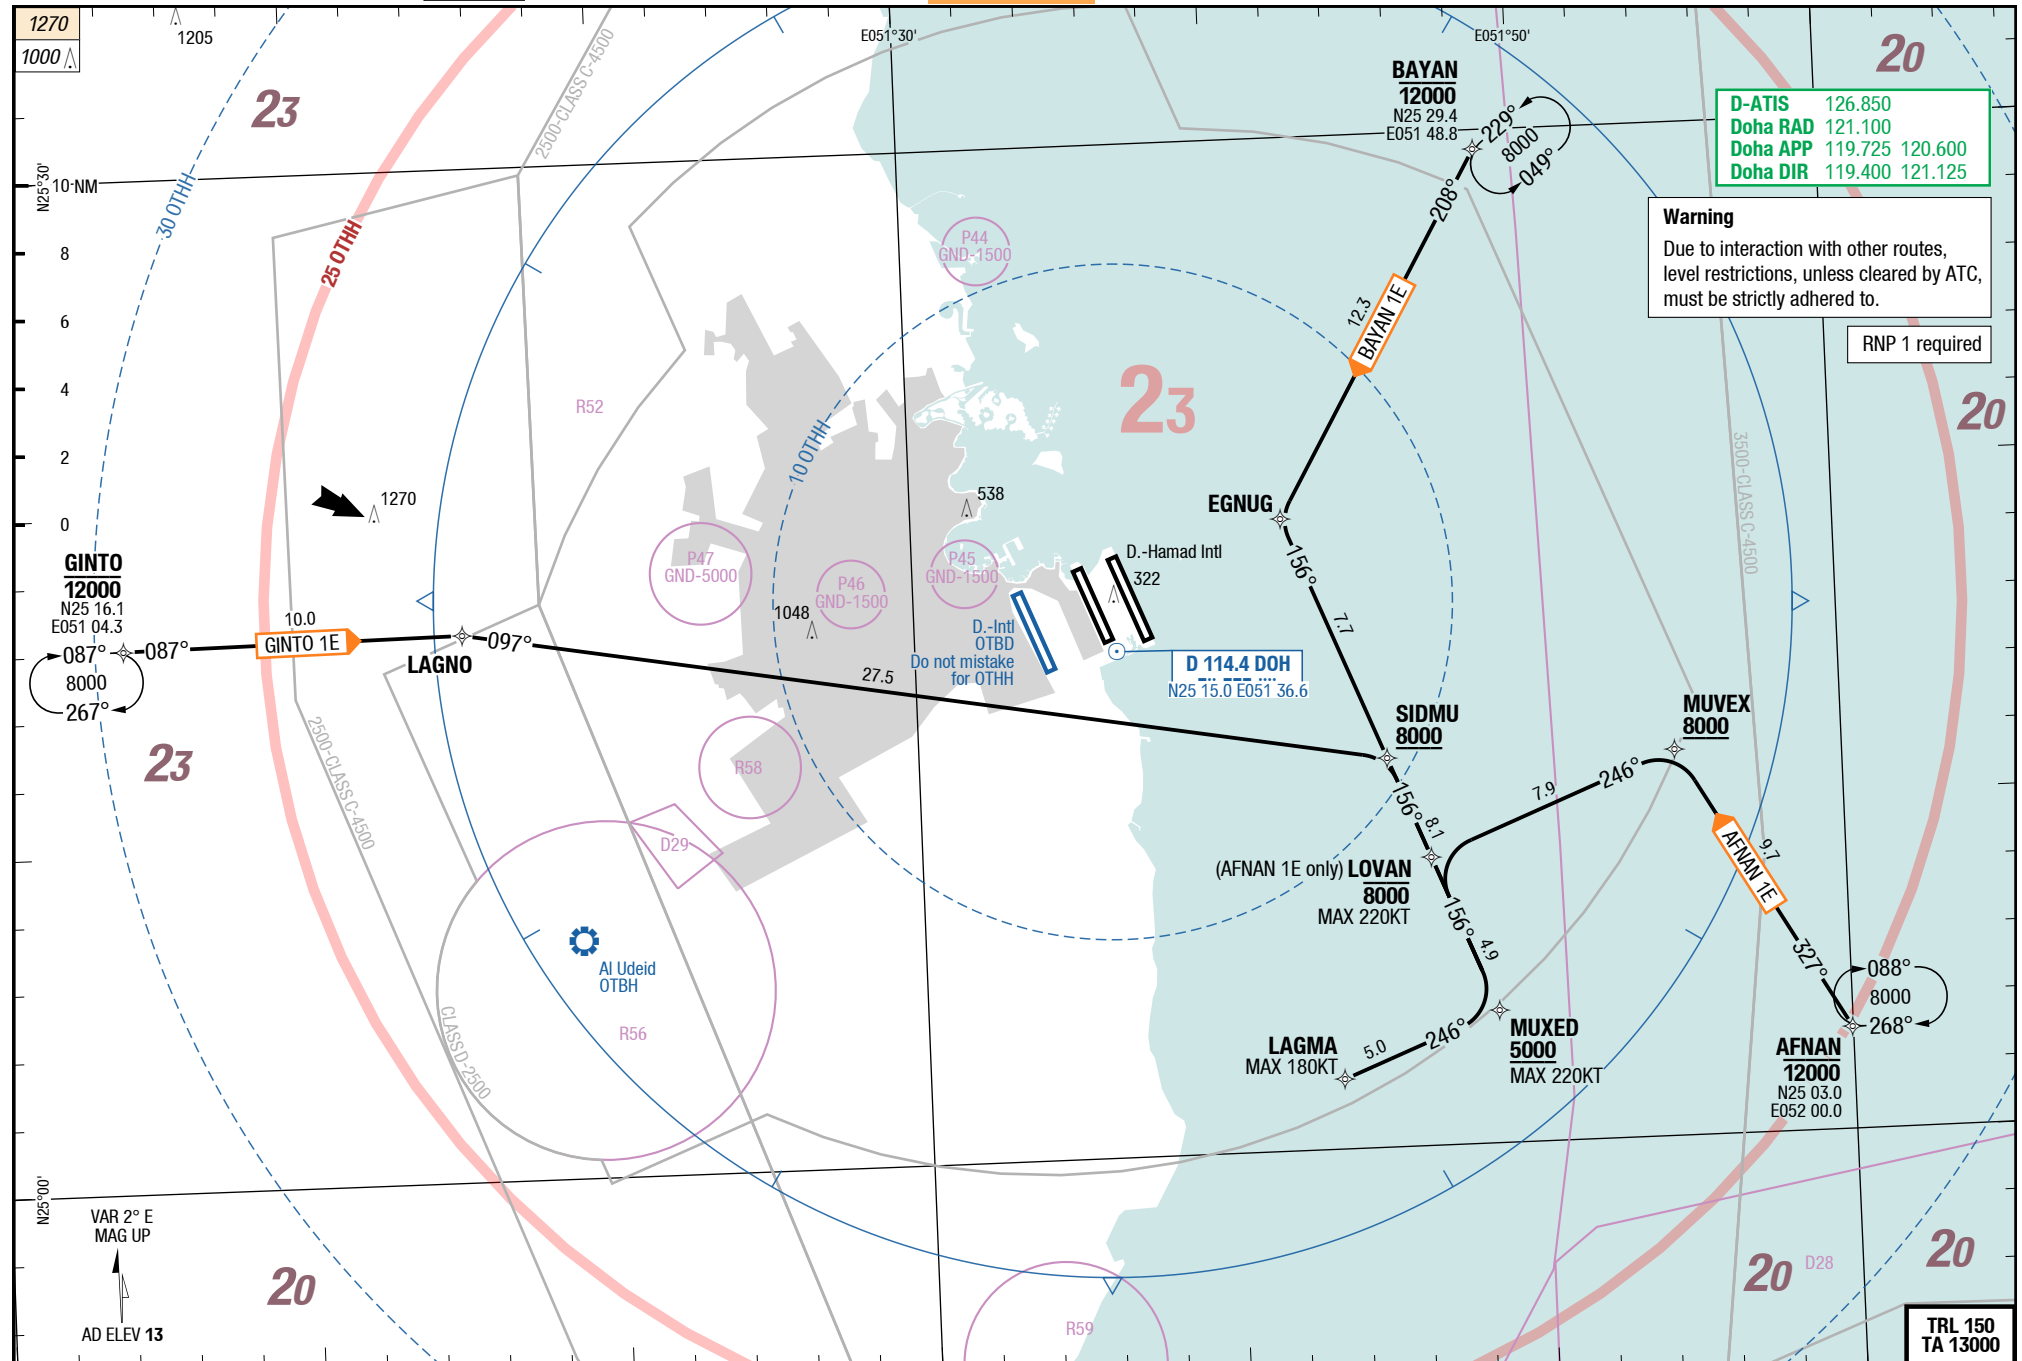 1270
1000
1205
23
2500-CLASS C-4500
E051°30'
E051°50'
20
BAYAN
12000
N25 29.4
E051 48.8
229°
8000
049°
208°
D-ATIS 126.850
Doha RAD 121.100
Doha APP 119.725 120.600
Doha DIR 119.400 121.125
Warning
Due to interaction with other routes,
level restrictions, unless cleared by ATC,
must be strictly adhered to.
RNP 1 required
N25°30'
10 NM
8
6
4
2
0
30 OTHH
25 OTHH
10 OTHH
P44
GND-1500
12.3
BAYAN 1E
23
20
R52
3500-CLASS C-4500
1270
538
EGNUG
156°
7.7
D.-Hamad Intl
322
P47
GND-5000
P46
GND-1500
P45
GND-1500
1048
D.-Intl
OTBD
Do not mistake
for OTHH
D 114.4 DOH
N25 15.0 E051 36.6
GINTO
12000
N25 16.1
E051 04.3
087°
8000
267°
087°
10.0
GINTO 1E
LAGNO
097°
27.5
SIDMU
8000
MUVEX
8000
23
2500-CLASS C-4500
R58
D29
156°
8.1
7.9
246°
9.7
AFNAN 1E
327°
(AFNAN 1E only) LOVAN
8000
MAX 220KT
156°
4.9
Al Udeid
OTBH
R56
CLASS D-2500
LAGMA
MAX 180KT
5.0
246°
MUXED
5000
MAX 220KT
088°
8000
268°
AFNAN
12000
N25 03.0
E052 00.0
N25°00'
VAR 2° E
MAG UP
AD ELEV 13
20
R59
20
D28
20
TRL 150
TA 13000